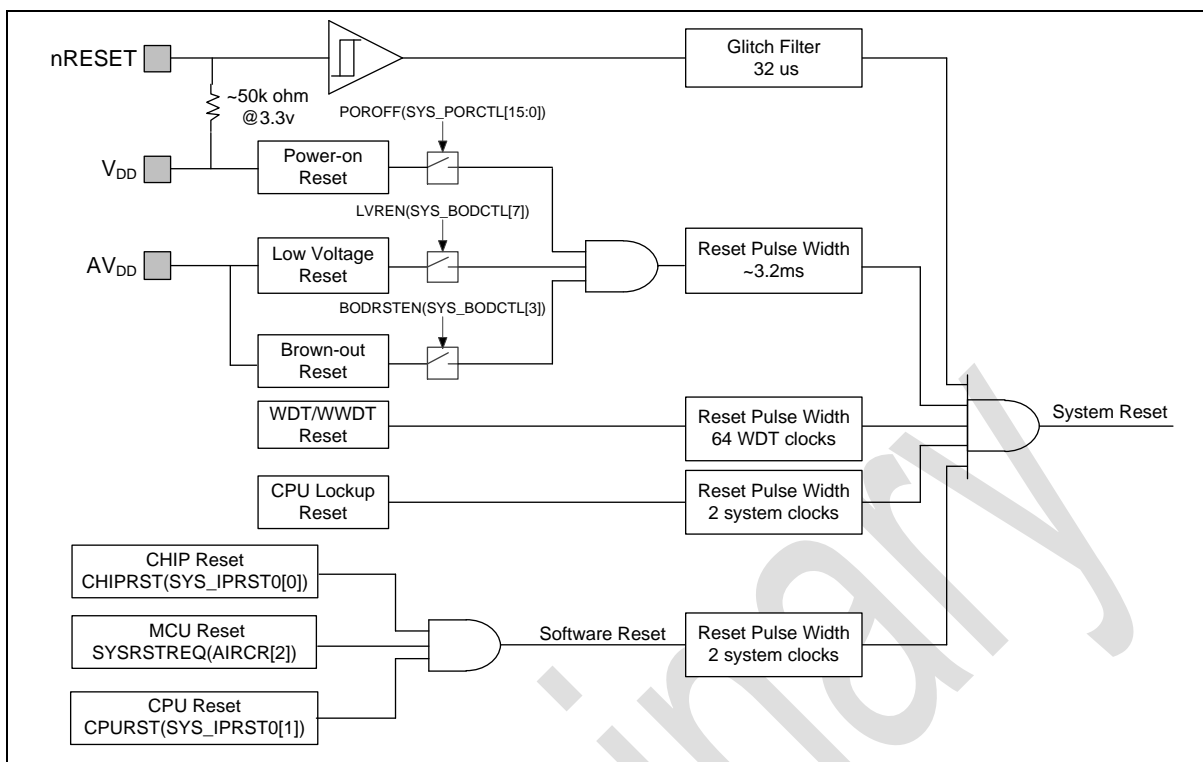 nRESET
Glitch Filter
32 us
~50k ohm
@3.3v
POROFF(SYS_PORCTL[15:0])
VDD
Power-on
Reset
LVREN(SYS_BODCTL[7])
AVDD
Low Voltage
Reset
Reset Pulse Width
~3.2ms
BODRSTEN(SYS_BODCTL[3])
Brown-out
Reset
WDT/WWDT
Reset
Reset Pulse Width
64 WDT clocks
System Reset
CPU Lockup
Reset
Reset Pulse Width
2 system clocks
CHIP Reset
CHIPRST(SYS_IPRST0[0])
MCU Reset
SYSRSTREQ(AIRCR[2])
Software Reset
Reset Pulse Width
2 system clocks
CPU Reset
CPURST(SYS_IPRST0[1])
inary